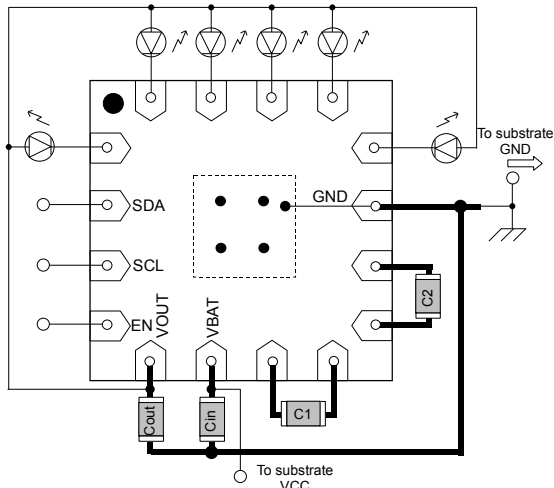 To substrate
GND
GND
SDA
SCL
EN
VOUT
VBAT
C2
C1
Cout
Cin
To substrate
VCC